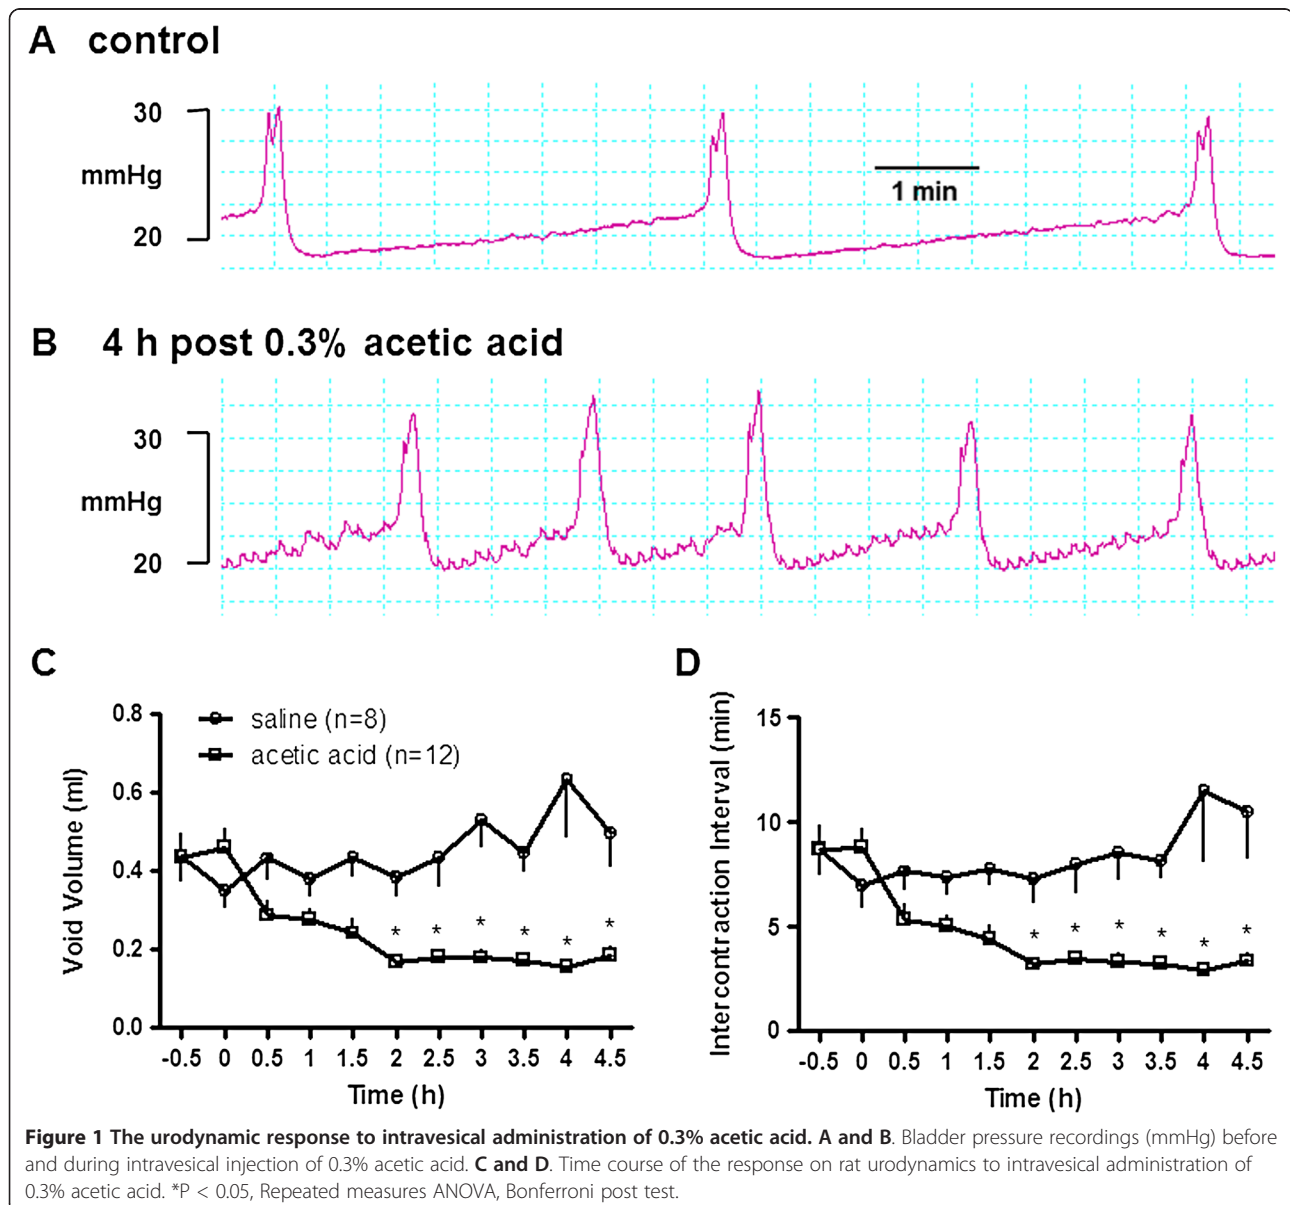 A control
30
mmHg
20
1 min
B 4 h post 0.3% acetic acid
30
mmHg
20
C
0.8
0.6
0.4
0.2
0.0
Void Volume (ml)
saline (n=8)
acetic acid (n=12)
* * * * * *
-0.5 0 0.5 1 1.5 2 2.5 3 3.5 4 4.5
Time (h)
D
15
10
5
0
Intercontraction Interval (min)
* * * * * *
-0.5 0 0.5 1 1.5 2 2.5 3 3.5 4 4.5
Time (h)
Figure 1 The urodynamic response to intravesical administration of 0.3% acetic acid. A and B. Bladder pressure recordings (mmHg) before
and during intravesical injection of 0.3% acetic acid. C and D. Time course of the response on rat urodynamics to intravesical administration of
0.3% acetic acid. *P < 0.05, Repeated measures ANOVA, Bonferroni post test.